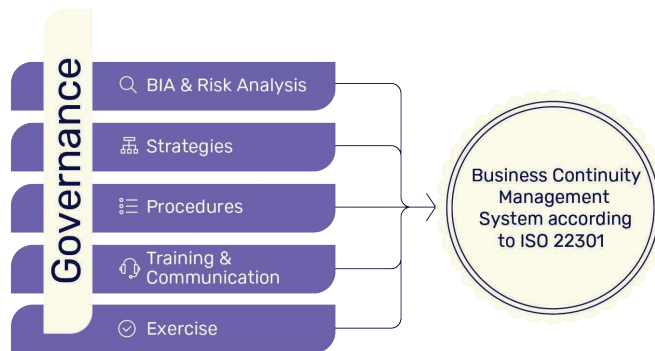 Governance
BIA & Risk Analysis
Strategies
Procedures
Training &
Communication
Exercise
Business Continuity
Management
System according
to ISO 22301